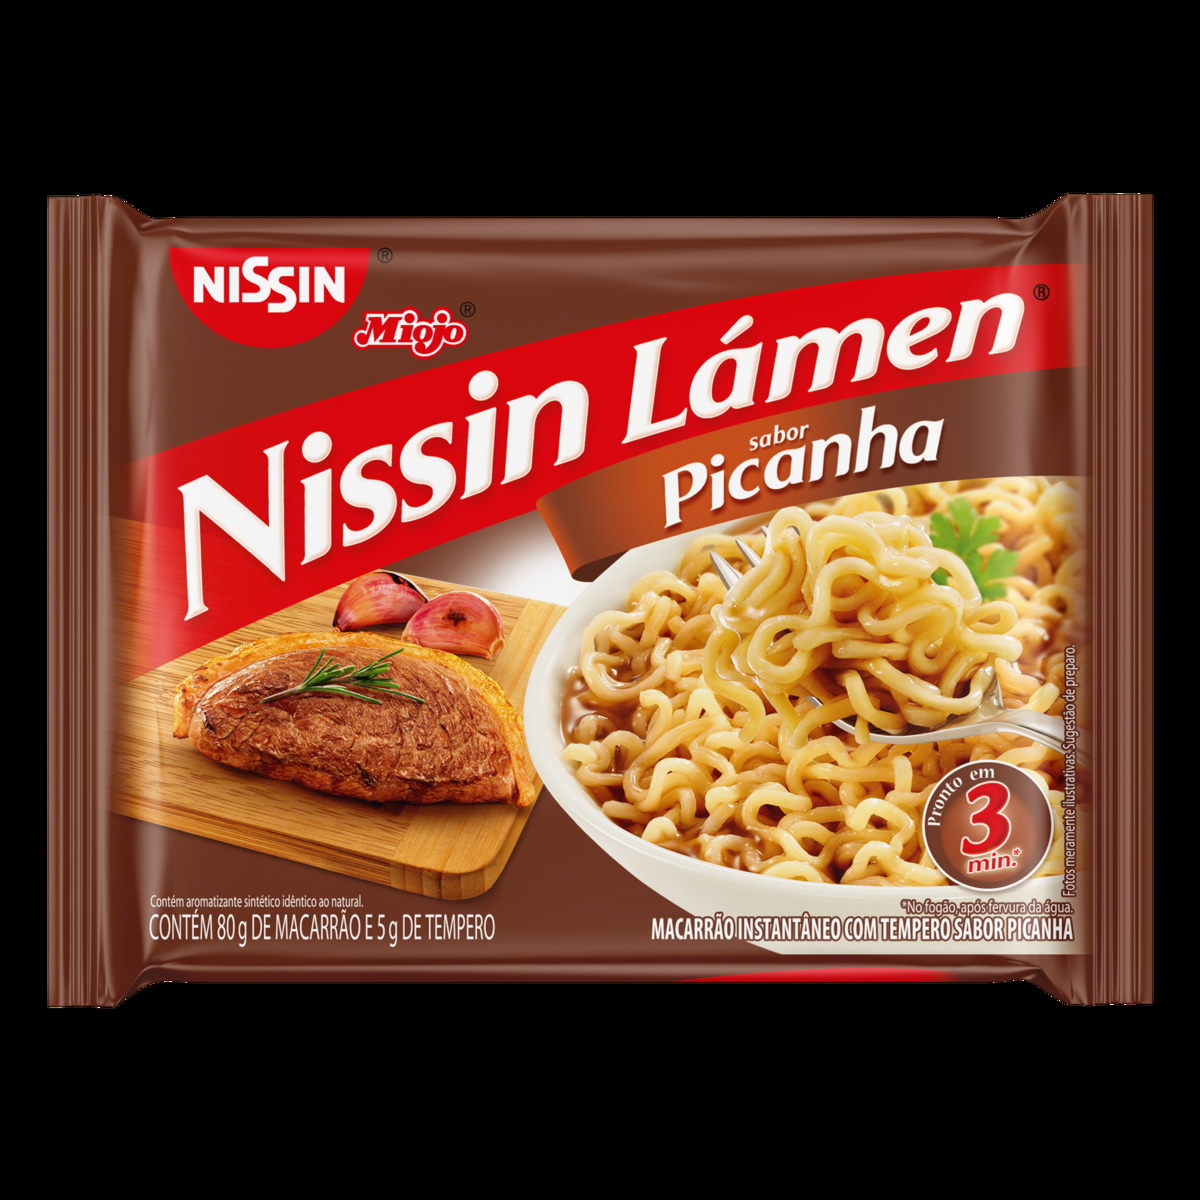 NISSIN®
Miojo®
Nissin Lámen®
sabor
Picanha
Pronto em
3
min.*
Fotos meramente ilustrativas. Sugestão de preparo.
Contém aromatizante sintético idêntico ao natural.
CONTÉM 80 g DE MACARRÃO E 5 g DE TEMPERO
*No fogão, após fervura da água.
MACARRÃO INSTANTÂNEO COM TEMPERO SABOR PICANHA